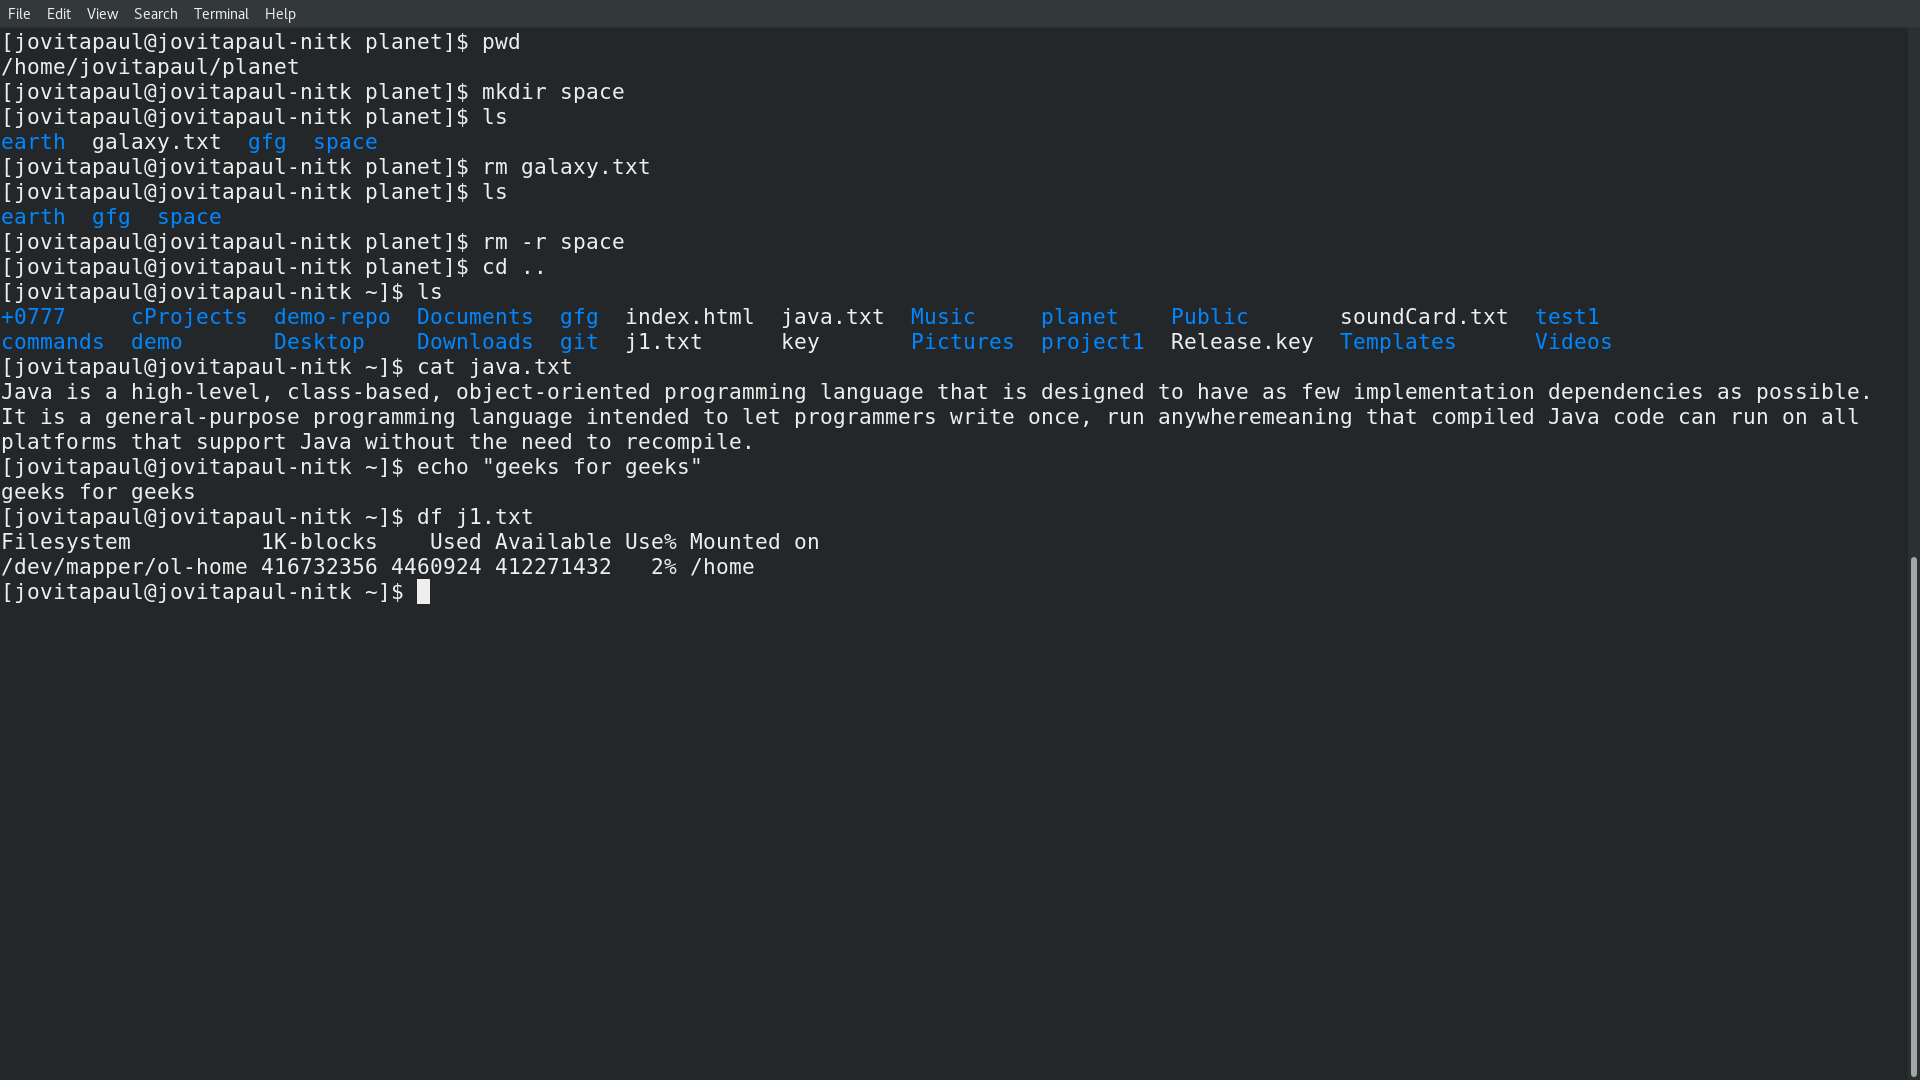 File Edit View Search Terminal Help
[jovitapaul@jovitapaul-nitk planet]$ pwd
/home/jovitapaul/planet
[jovitapaul@jovitapaul-nitk planet]$ mkdir space
[jovitapaul@jovitapaul-nitk planet]$ ls
earth  galaxy.txt  gfg  space
[jovitapaul@jovitapaul-nitk planet]$ rm galaxy.txt
[jovitapaul@jovitapaul-nitk planet]$ ls
earth  gfg  space
[jovitapaul@jovitapaul-nitk planet]$ rm -r space
[jovitapaul@jovitapaul-nitk planet]$ cd ..
[jovitapaul@jovitapaul-nitk ~]$ ls
+0777     cProjects  demo-repo  Documents  gfg  index.html  java.txt  Music     planet    Public       soundCard.txt  test1
commands  demo       Desktop    Downloads  git  j1.txt      key       Pictures  project1  Release.key  Templates      Videos
[jovitapaul@jovitapaul-nitk ~]$ cat java.txt
Java is a high-level, class-based, object-oriented programming language that is designed to have as few implementation dependencies as possible.
It is a general-purpose programming language intended to let programmers write once, run anywheremeaning that compiled Java code can run on all
platforms that support Java without the need to recompile.
[jovitapaul@jovitapaul-nitk ~]$ echo "geeks for geeks"
geeks for geeks
[jovitapaul@jovitapaul-nitk ~]$ df j1.txt
Filesystem          1K-blocks    Used Available Use% Mounted on
/dev/mapper/ol-home 416732356 4460924 412271432   2% /home
[jovitapaul@jovitapaul-nitk ~]$